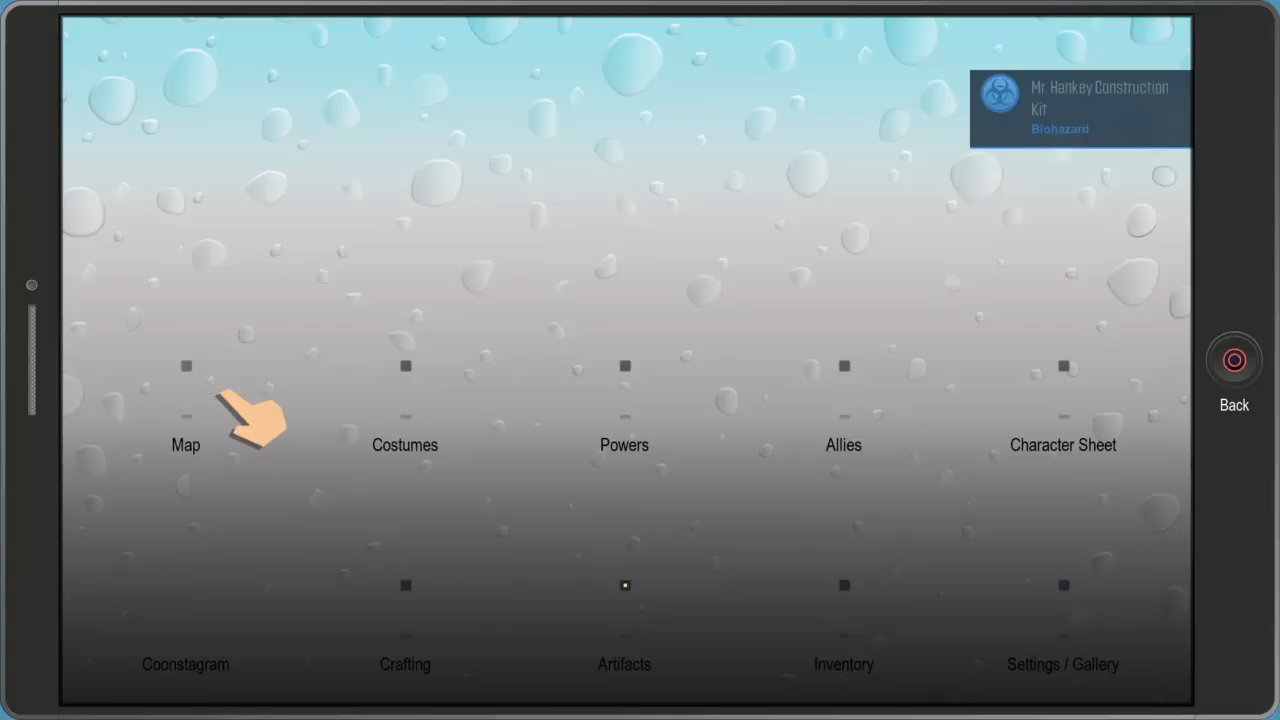 Mr. Hankey Construction
Kit
Biohazard
Back
Map
Costumes
Powers
Allies
Character Sheet
Coonstagram
Crafting
Artifacts
Inventory
Settings / Gallery